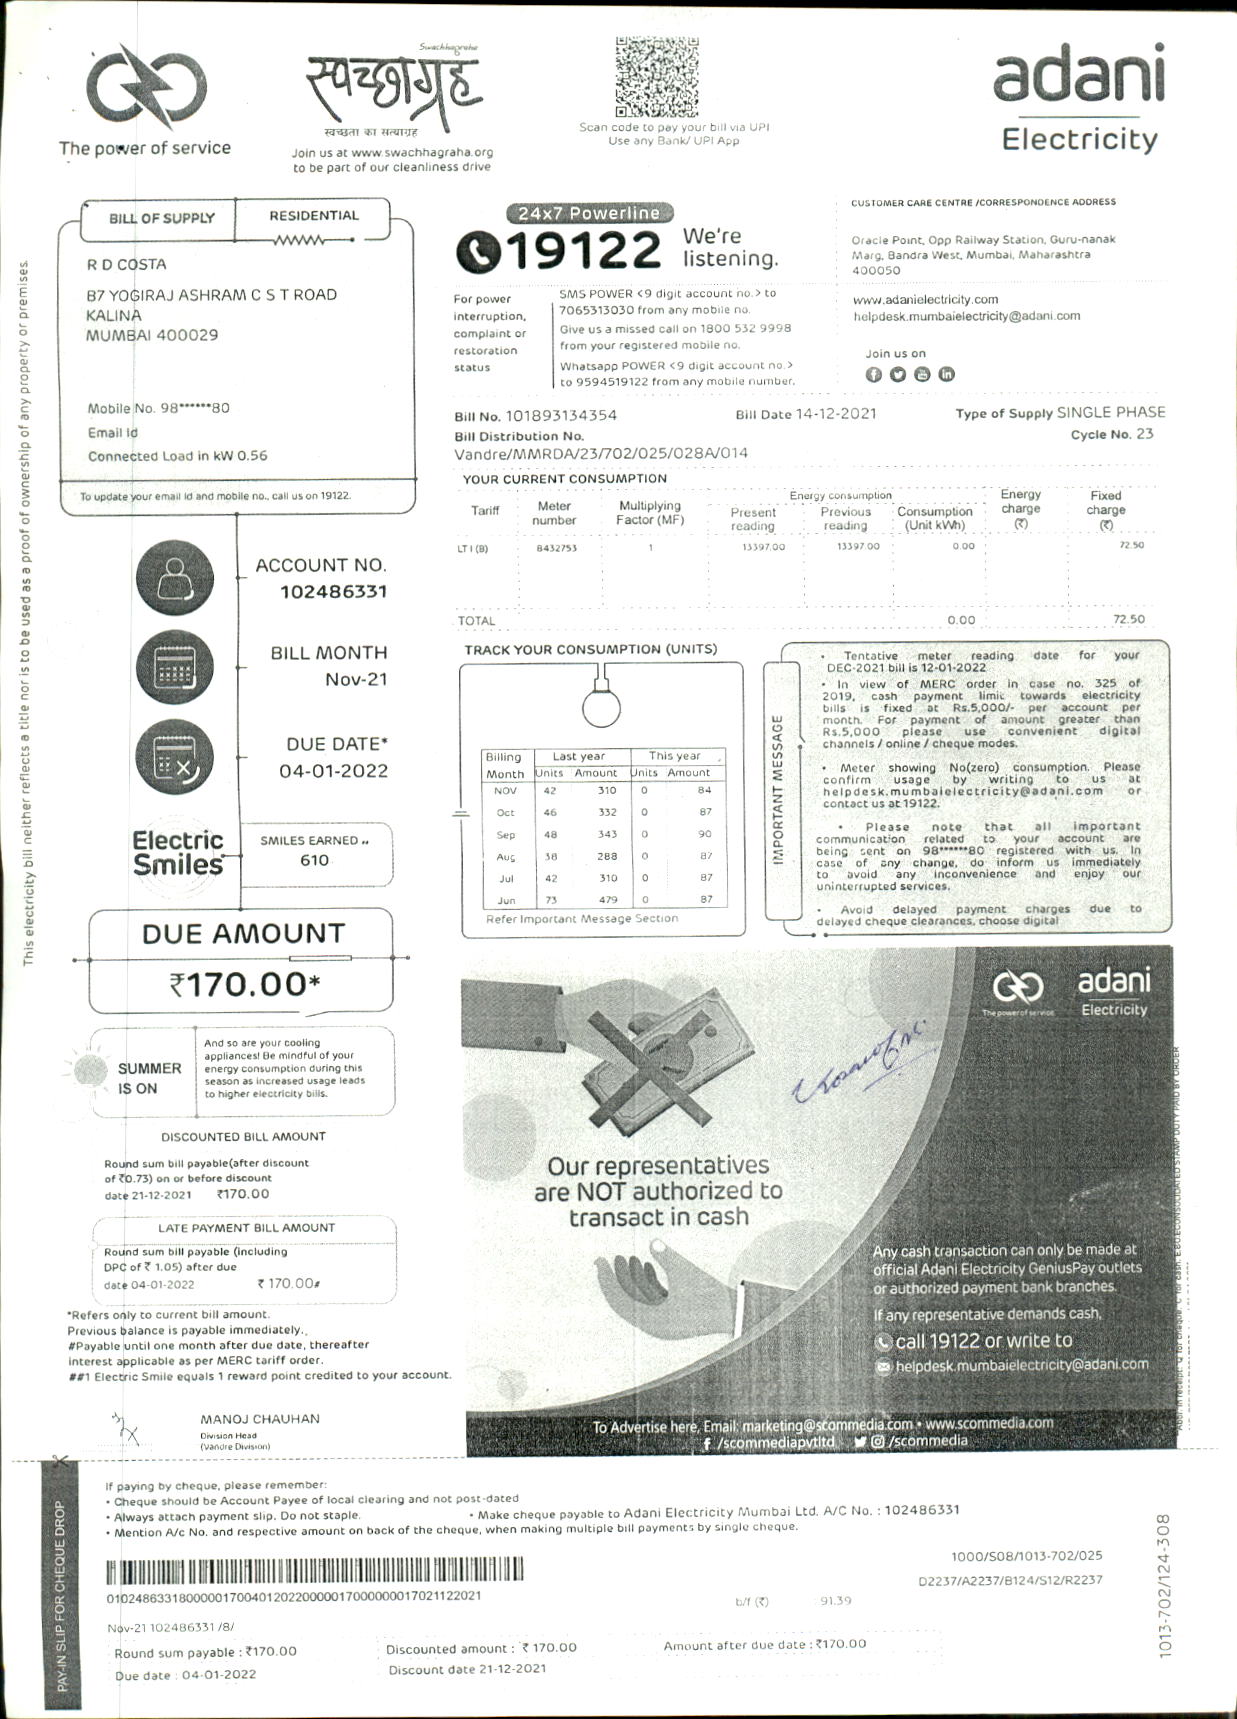 The power of service
Swachhagraha
स्वच्छाग्रह
स्वच्छता का सत्याग्रह
Join us at www.swachhagraha.org
to be part of our cleanliness drive
Scan code to pay your bill via UPI
Use any Bank/ UPI App
adani
Electricity
This electricity bill neither reflects a title nor is to be used as a proof of ownership of any property or premises.
BILL OF SUPPLY RESIDENTIAL
R D COSTA
B7 YOGIRAJ ASHRAM C S T ROAD
KALINA
MUMBAI 400029
Mobile No. 98******80
Email Id
Connected Load in kW 0.56
To update your email id and mobile no., call us on 19122.
24x7 Powerline
19122 We're
listening.
For power
interruption,
complaint or
restoration
status
SMS POWER <9 digit account no.> to
7065313030 from any mobile no.
Give us a missed call on 1800 532 9998
from your registered mobile no.
Whatsapp POWER <9 digit account no.>
to 9594519122 from any mobile number.
CUSTOMER CARE CENTRE /CORRESPONDENCE ADDRESS
Oracle Point, Opp Railway Station, Guru-nanak
Marg, Bandra West, Mumbai, Maharashtra
400050
www.adanielectricity.com
helpdesk.mumbaielectricity@adani.com
Join us on
Bill No. 101893134354 Bill Date 14-12-2021 Type of Supply SINGLE PHASE
Bill Distribution No. Cycle No. 23
Vandre/MMRDA/23/702/025/028A/014
YOUR CURRENT CONSUMPTION
Tariff Meter number Multiplying Factor (MF) Energy consumption Present reading Previous reading Consumption (Unit kWh) Energy charge (₹) Fixed charge (₹)
LT I (B) 8432753 1 13397.00 13397.00 0.00 72.50
TOTAL 0.00 72.50
ACCOUNT NO.
102486331
BILL MONTH
Nov-21
DUE DATE*
04-01-2022
Electric
Smiles
SMILES EARNED ##
610
DUE AMOUNT
₹170.00*
SUMMER
IS ON
And so are your cooling
appliances! Be mindful of your
energy consumption during this
season as increased usage leads
to higher electricity bills.
DISCOUNTED BILL AMOUNT
Round sum bill payable(after discount
of ₹0.73) on or before discount
date 21-12-2021 ₹170.00
LATE PAYMENT BILL AMOUNT
Round sum bill payable (including
DPC of ₹ 1.05) after due
date 04-01-2022 ₹ 170.00#
*Refers only to current bill amount.
Previous balance is payable immediately.
#Payable until one month after due date, thereafter
interest applicable as per MERC tariff order.
##1 Electric Smile equals 1 reward point credited to your account.
MANOJ CHAUHAN
Division Head
(Vandre Division)
TRACK YOUR CONSUMPTION (UNITS)
Billing Last year This year
Month Units Amount Units Amount
NOV 42 310 0 84
Oct 46 332 0 87
Sep 48 343 0 90
Aug 38 288 0 87
Jul 42 310 0 87
Jun 73 479 0 87
Refer Important Message Section
IMPORTANT MESSAGE
• Tentative meter reading date for your
DEC-2021 bill is 12-01-2022
• In view of MERC order in case no. 325 of
2019, cash payment limit towards electricity
bills is fixed at Rs.5,000/- per account per
month. For payment of amount greater than
Rs.5,000 please use convenient digital
channels / online / cheque modes.
• Meter showing No(zero) consumption. Please
confirm usage by writing to us at
helpdesk.mumbaielectricity@adani.com or
contact us at 19122.
• Please note that all important
communication related to your account are
being sent on 98******80 registered with us. In
case of any change, do inform us immediately
to avoid any inconvenience and enjoy our
uninterrupted services.
• Avoid delayed payment charges due to
delayed cheque clearances, choose digital
The power of service
adani
Electricity
Our representatives
are NOT authorized to
transact in cash
Any cash transaction can only be made at
official Adani Electricity GeniusPay outlets
or authorized payment bank branches.
If any representative demands cash,
call 19122 or write to
helpdesk.mumbaielectricity@adani.com
To Advertise here, Email: marketing@scommedia.com • www.scommedia.com
/scommediapvtltd /scommedia
PAY-IN SLIP FOR CHEQUE DROP
If paying by cheque, please remember:
• Cheque should be Account Payee of local clearing and not post-dated
• Always attach payment slip. Do not staple. • Make cheque payable to Adani Electricity Mumbai Ltd. A/C No. : 102486331
• Mention A/c No. and respective amount on back of the cheque, when making multiple bill payments by single cheque.
1000/S08/1013-702/025
D2237/A2237/B124/S12/R2237
b/f (₹) : 91.39
Nov-21 102486331 /8/
Round sum payable : ₹170.00 Discounted amount : ₹ 170.00 Amount after due date : ₹170.00
Due date : 04-01-2022 Discount date 21-12-2021
1013-702/124-308